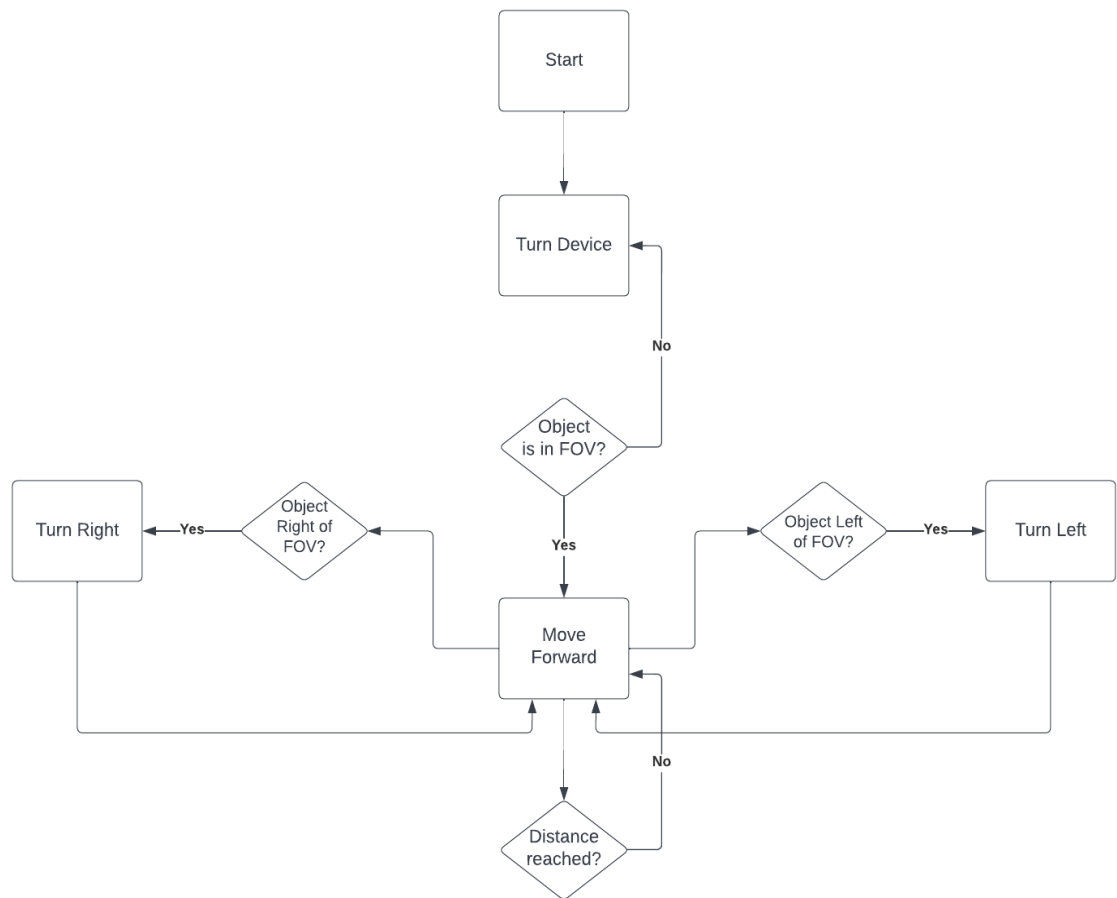 Start
Turn Device
No
Object
is in FOV?
Object
Right of
FOV?
Yes
Turn Right
Object Left
of FOV?
Yes
Turn Left
Yes
Move
Forward
No
Distance
reached?